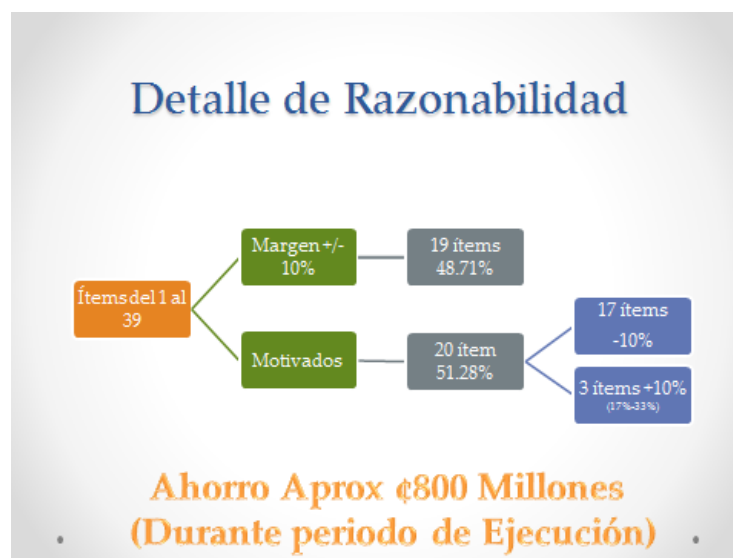 Detalle de Razonabilidad
Ítems del 1 al
39
Margen +/-
10%
19 ítems
48.71%
Motivados
20 ítem
51.28%
17 ítems
-10%
3 ítems +10%
(17%-33%)
Ahorro Aprox ¢800 Millones
(Durante periodo de Ejecución)